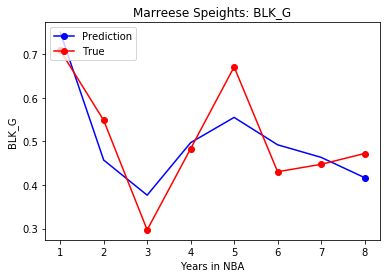 Marreese Speights: BLK_G
Prediction
True
0.7
0.6
0.5
0.4
0.3
BLK_G
1 2 3 4 5 6 7 8
Years in NBA